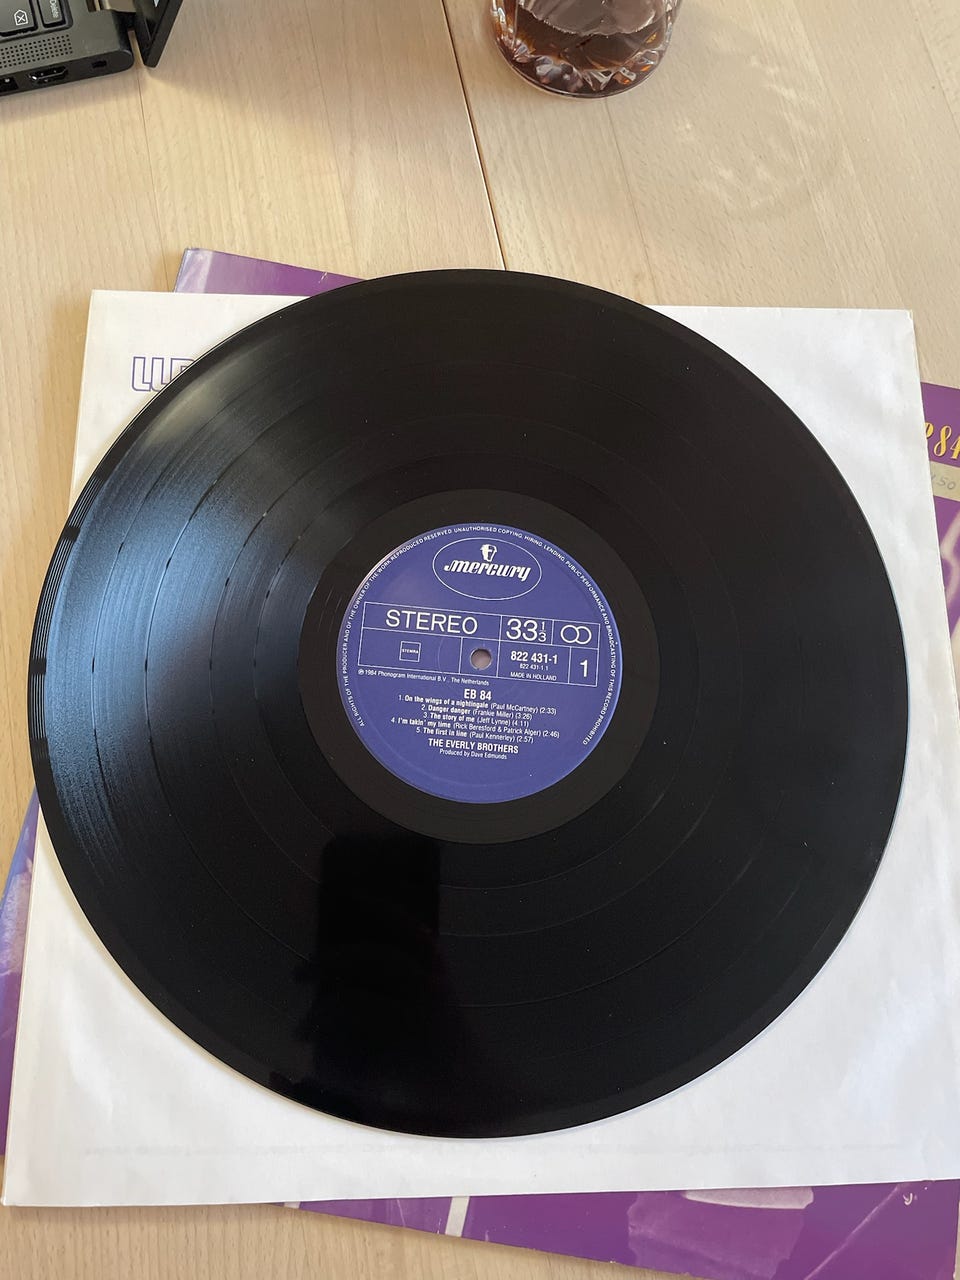 Delete
84
50
mercury
ALL RIGHTS OF THE PRODUCER AND OF THE OWNER OF THE WORK REPRODUCED RESERVED. UNAUTHORISED COPYING, HIRING, LENDING, PUBLIC PERFORMANCE AND BROADCASTING OF THIS RECORD PROHIBITED
STEREO
33 1/3
STEMRA
822 431-1
822 431-1.1
MADE IN HOLLAND
1
℗ 1984 Phonogram International B.V. The Netherlands
EB 84
1. On the wings of a nightingale (Paul McCartney) (2:33)
2. Danger danger (Frankie Miller) (3:26)
3. The story of me (Jeff Lynne) (4:11)
4. I'm takin' my time (Rick Beresford & Patrick Alger) (2:46)
5. The first in line (Paul Kennerley) (2:57)
THE EVERLY BROTHERS
Produced by Dave Edmunds